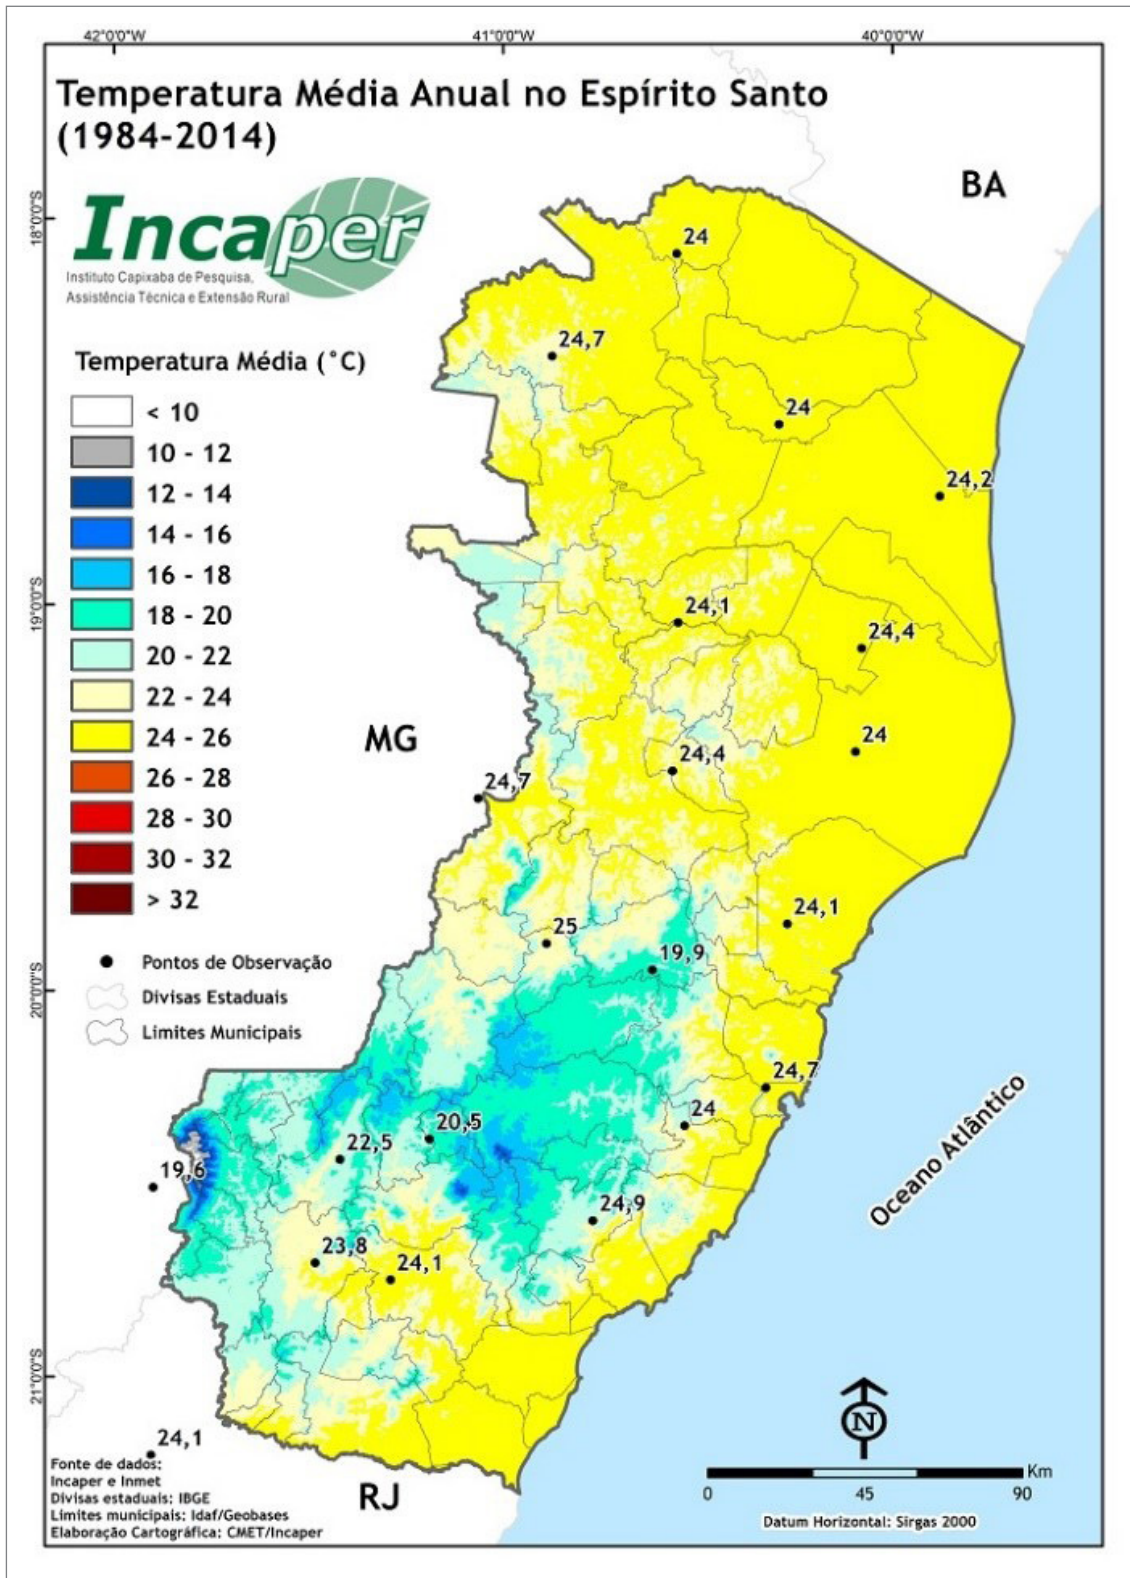 42°0'0"W 41°0'0"W 40°0'0"W
Temperatura Média Anual no Espírito Santo
(1984-2014)
BA
18°0'0"S
Incaper
Instituto Capixaba de Pesquisa,
Assistência Técnica e Extensão Rural
24
24,7
Temperatura Média (°C)
< 10
10 - 12
12 - 14
14 - 16
16 - 18
18 - 20
20 - 22
22 - 24
24 - 26
26 - 28
28 - 30
30 - 32
> 32
24
24,2
19°0'0"S
24,1
24,4
MG
24
24,4
24,7
24,1
25
19,9
Pontos de Observação
Divisas Estaduais
Limites Municipais
20°0'0"S
24,7
24
20,5
22,5
19,6
24,9
23,8
24,1
Oceano Atlântico
21°0'0"S
N
24,1
Fonte de dados:
Incaper e Inmet
Divisas estaduais: IBGE
Limites municipais: Idaf/Geobases
Elaboração Cartográfica: CMET/Incaper
RJ
Km
0 45 90
Datum Horizontal: Sirgas 2000